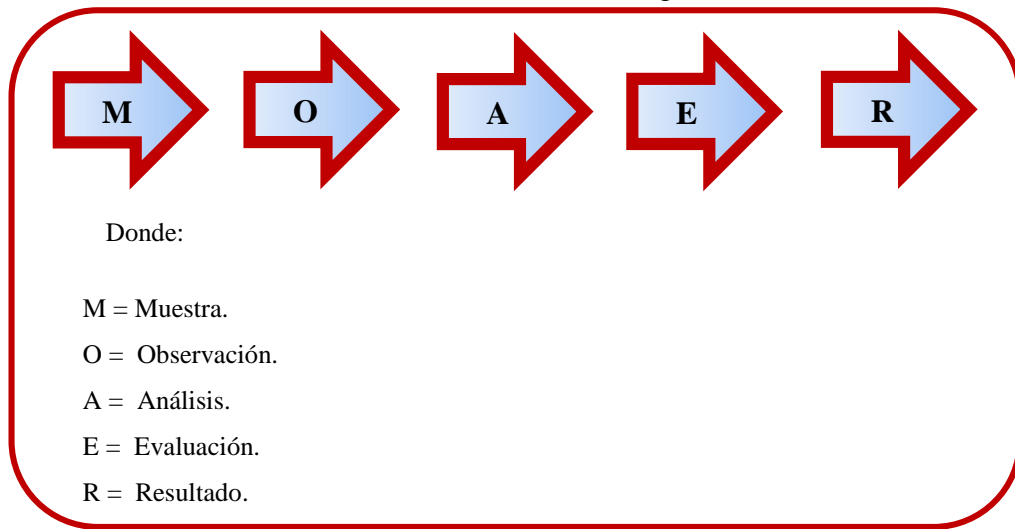 M O A E R
Donde:
M = Muestra.
O = Observación.
A = Análisis.
E = Evaluación.
R = Resultado.